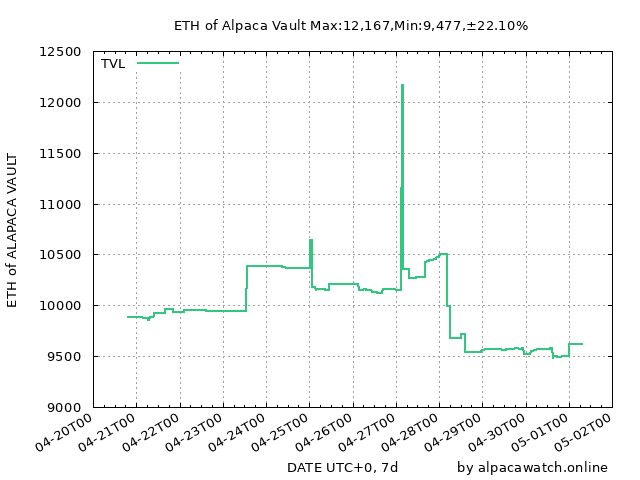 ETH of Alpaca Vault Max:12,167,Min:9,477,±22.10%
TVL
12500
12000
11500
11000
10500
10000
9500
9000
ETH of ALAPACA VAULT
04-20T00
04-21T00
04-22T00
04-23T00
04-24T00
04-25T00
04-26T00
04-27T00
04-28T00
04-29T00
04-30T00
05-01T00
05-02T00
DATE UTC+0, 7d
by alpacawatch.online